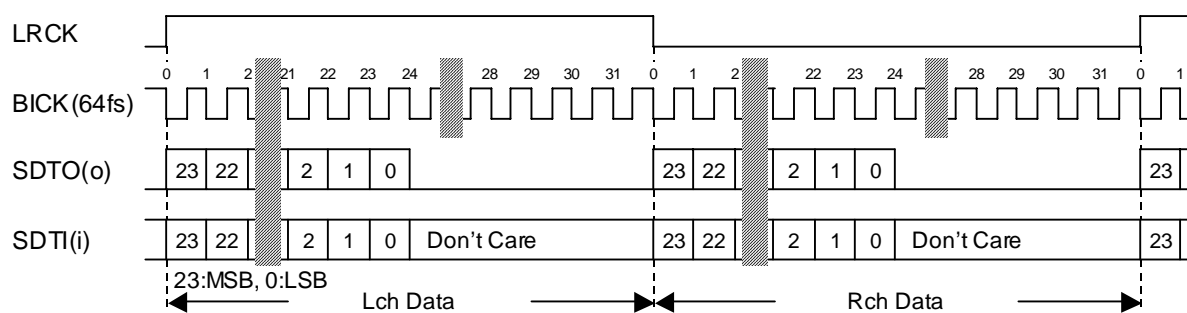 LRCK
0 1 2 21 22 23 24 28 29 30 31 0 1 2 22 23 24 28 29 30 31 0 1
BICK(64fs)
SDTO(o) 23 22 2 1 0 23 22 2 1 0 23
SDTI(i) 23 22 2 1 0 Don't Care 23 22 2 1 0 Don't Care 23
23:MSB, 0:LSB
Lch Data Rch Data